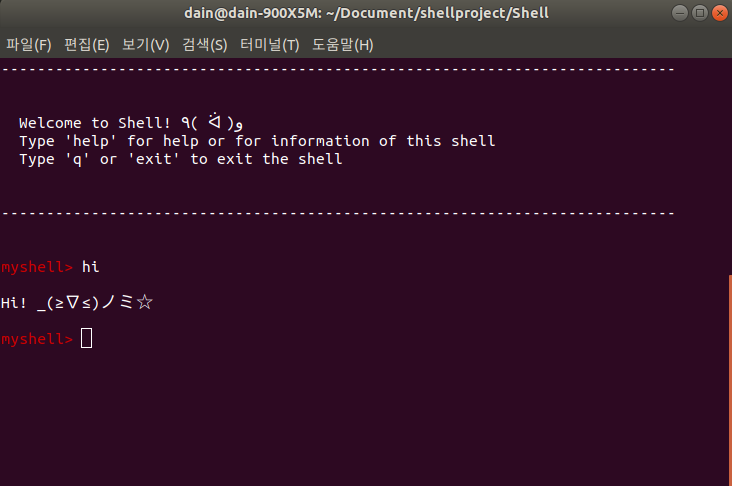 dain@dain-900X5M: ~/Document/shellproject/Shell
파일(F) 편집(E) 보기(V) 검색(S) 터미널(T) 도움말(H)
---------------------------------------------------------------------------
Welcome to Shell! ٩( ᐛ )و
Type 'help' for help or for information of this shell
Type 'q' or 'exit' to exit the shell
---------------------------------------------------------------------------
myshell> hi
Hi! _(≥∇≤)ノミ☆
myshell>